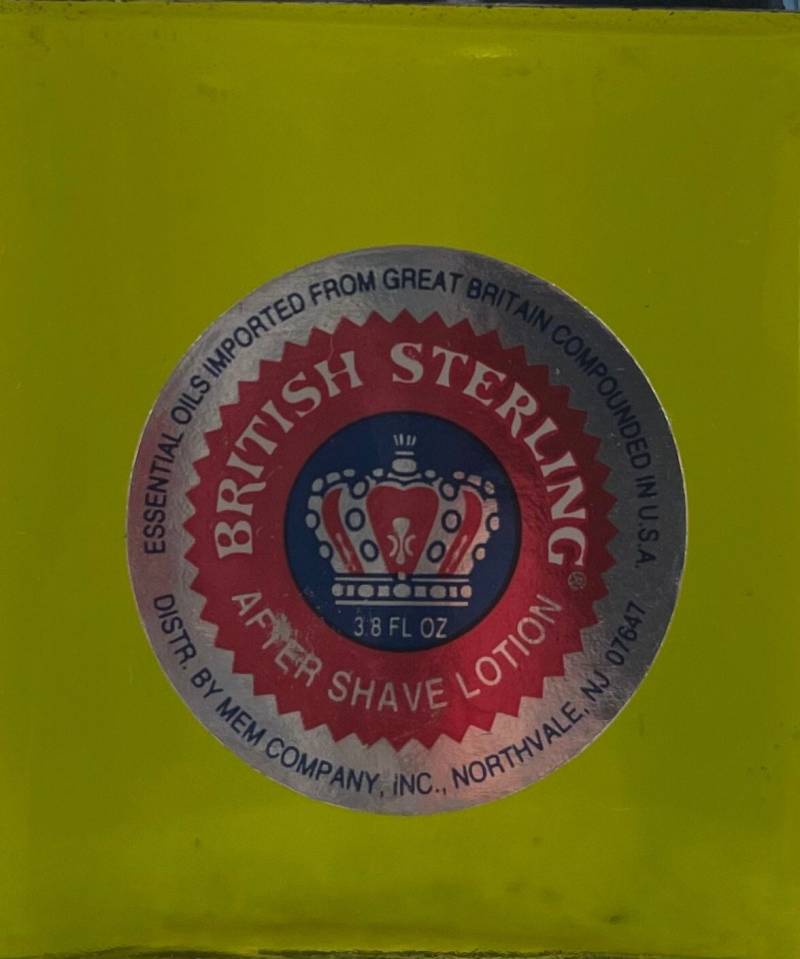 ESSENTIAL OILS IMPORTED FROM GREAT BRITAIN COMPOUNDED IN U.S.A.
BRITISH STERLING®
3.8 FL OZ
AFTER SHAVE LOTION
DISTR. BY MEM COMPANY, INC., NORTHVALE, NJ 07647